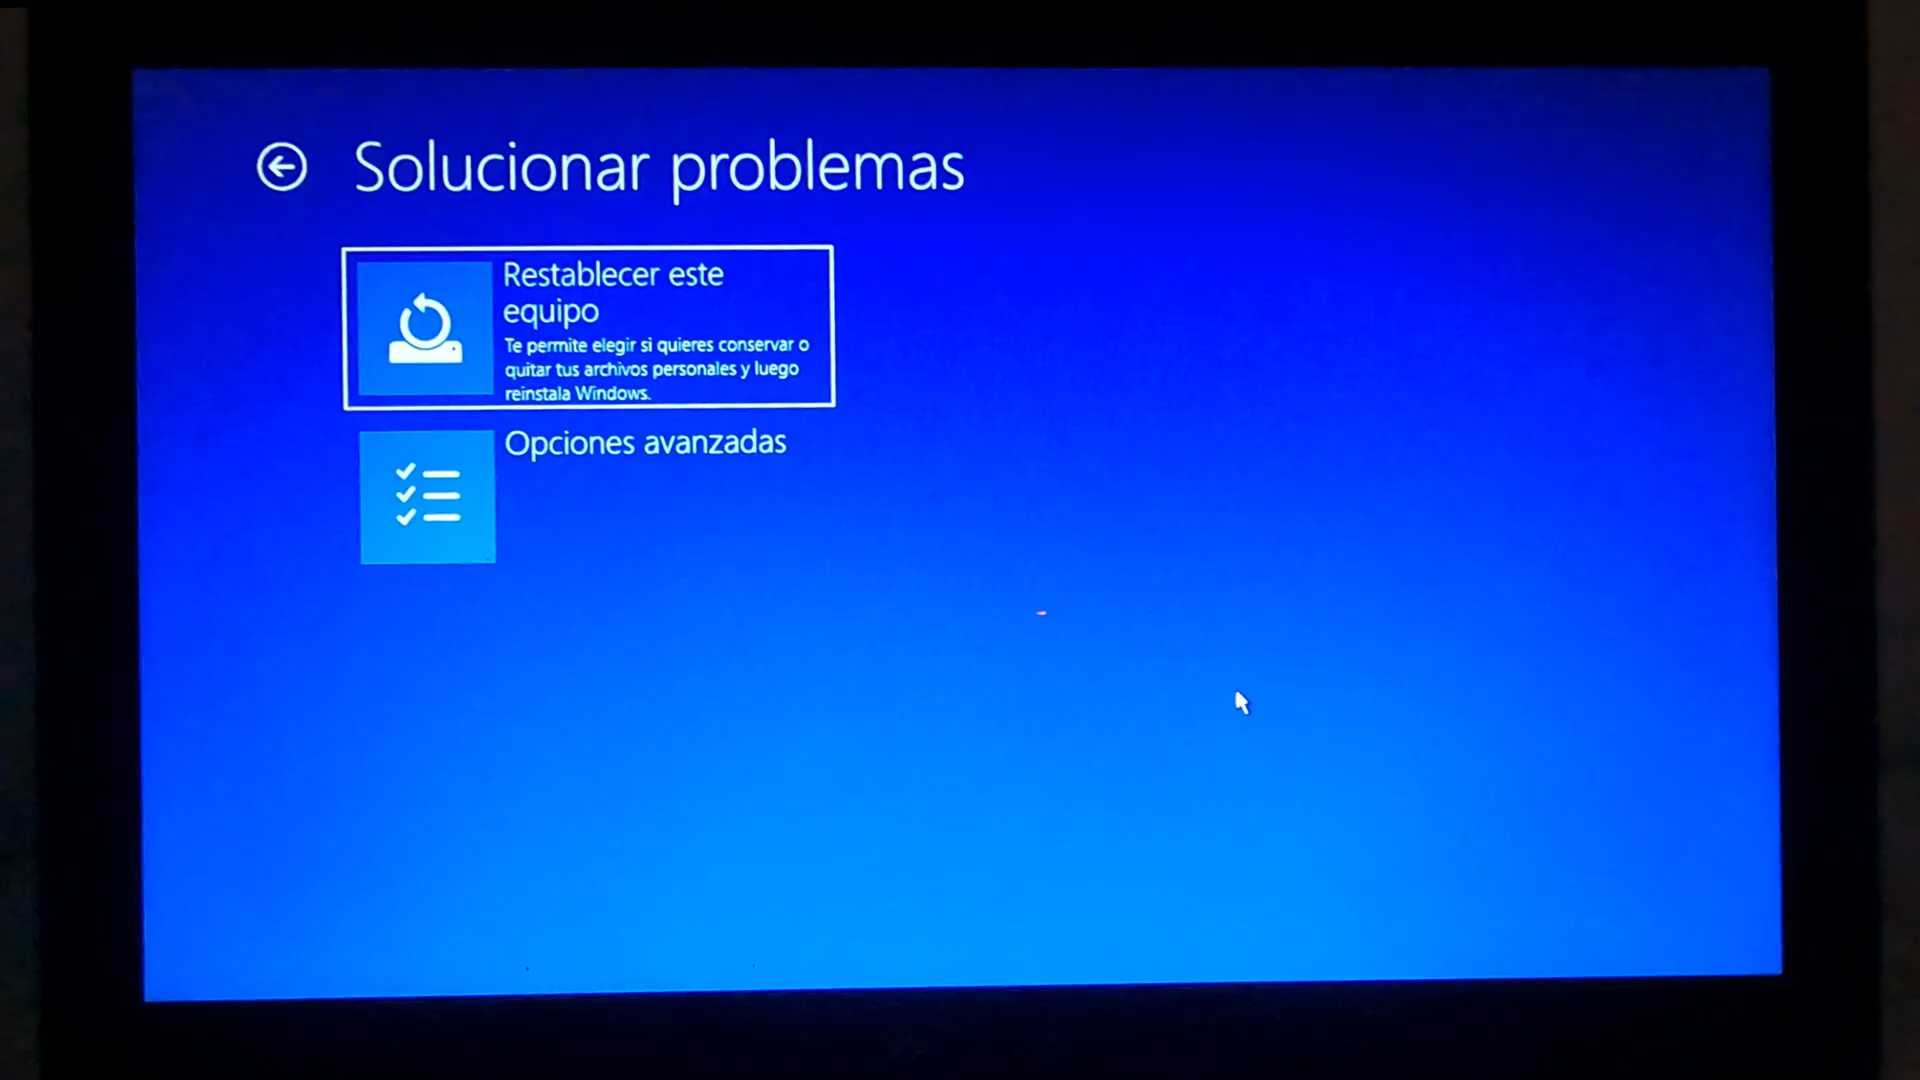 Solucionar problemas
Restablecer este
equipo
Te permite elegir si quieres conservar o
quitar tus archivos personales y luego
reinstala Windows.
Opciones avanzadas